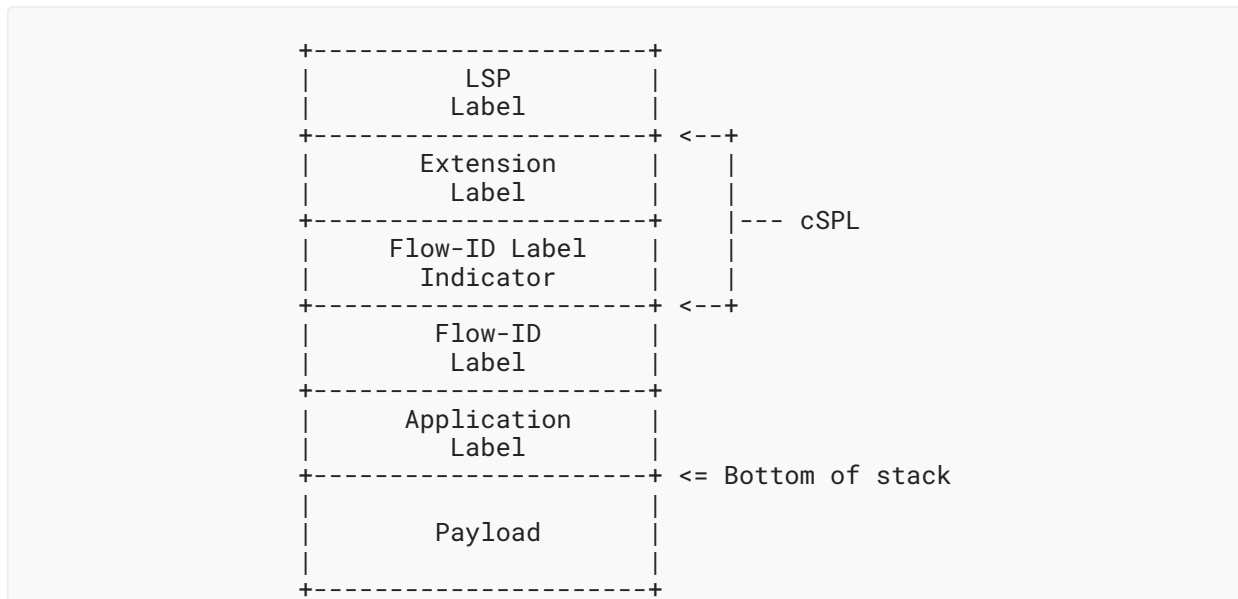 +----------------------+
|          LSP         |
|         Label        |
+----------------------+ <--+
|       Extension      |    |
|         Label        |    |
+----------------------+    |--- cSPL
|     Flow-ID Label    |    |
|       Indicator      |    |
+----------------------+ <--+
|        Flow-ID       |
|         Label        |
+----------------------+
|      Application     |
|         Label        |
+----------------------+ <= Bottom of stack
|                      |
|        Payload       |
|                      |
+----------------------+